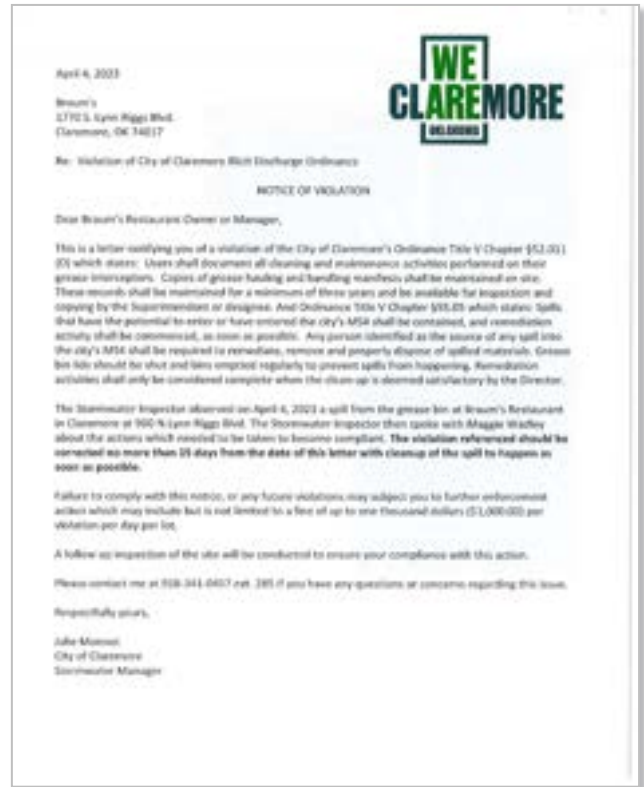 WE
CLAREMORE
OKLAHOMA
April 4, 2023
Braum's
1770 S. Lynn Riggs Blvd.
Claremore, OK 74017
Re: Violation of City of Claremore Illicit Discharge Ordinance
NOTICE OF VIOLATION
Dear Braum's Restaurant Owner or Manager,
This is a letter notifying you of a violation of the City of Claremore's Ordinance Title V Chapter
which states: Users shall document all cleaning and maintenance activities performed on their
grease interceptors. Copies of grease hauling and handling manifests shall be maintained on site.
These records shall be maintained for a minimum of three years and be available for inspection and
copying by the Superintendent or designee. And Ordinance Title V Chapter which states: Spills
that have the potential to enter or have entered the city's MS4 shall be contained, and remediation
activity shall be commenced, as soon as possible. Any person identified as the source of any spill into
the city's MS4 shall be required to remediate, remove and properly dispose of spilled materials. Grease
bin lids should be shut and bins emptied regularly to prevent spills from happening. Remediation
activities shall only be considered complete when the clean-up is deemed satisfactory by the Director.
The Stormwater Inspector observed on April 4, 2023 a spill from the grease bin at Braum's Restaurant
in Claremore at 900 N Lynn Riggs Blvd. The Stormwater Inspector then spoke with Maggie Wadley
about the actions which needed to be taken to become compliant. The violation referenced should be
corrected no more than 15 days from the date of this letter with cleanup of the spill to happen as
soon as possible.
Failure to comply with this notice, or any future violations may subject you to further enforcement
action which may include but is not limited to a fine of up to one thousand dollars ($1,000.00) per
violation per day per lot.
A follow up inspection of the site will be conducted to ensure your compliance with this action.
Please contact me at ext. 285 if you have any questions or concerns regarding this issue.
Respectfully yours,
City of Claremore
Stormwater Manager